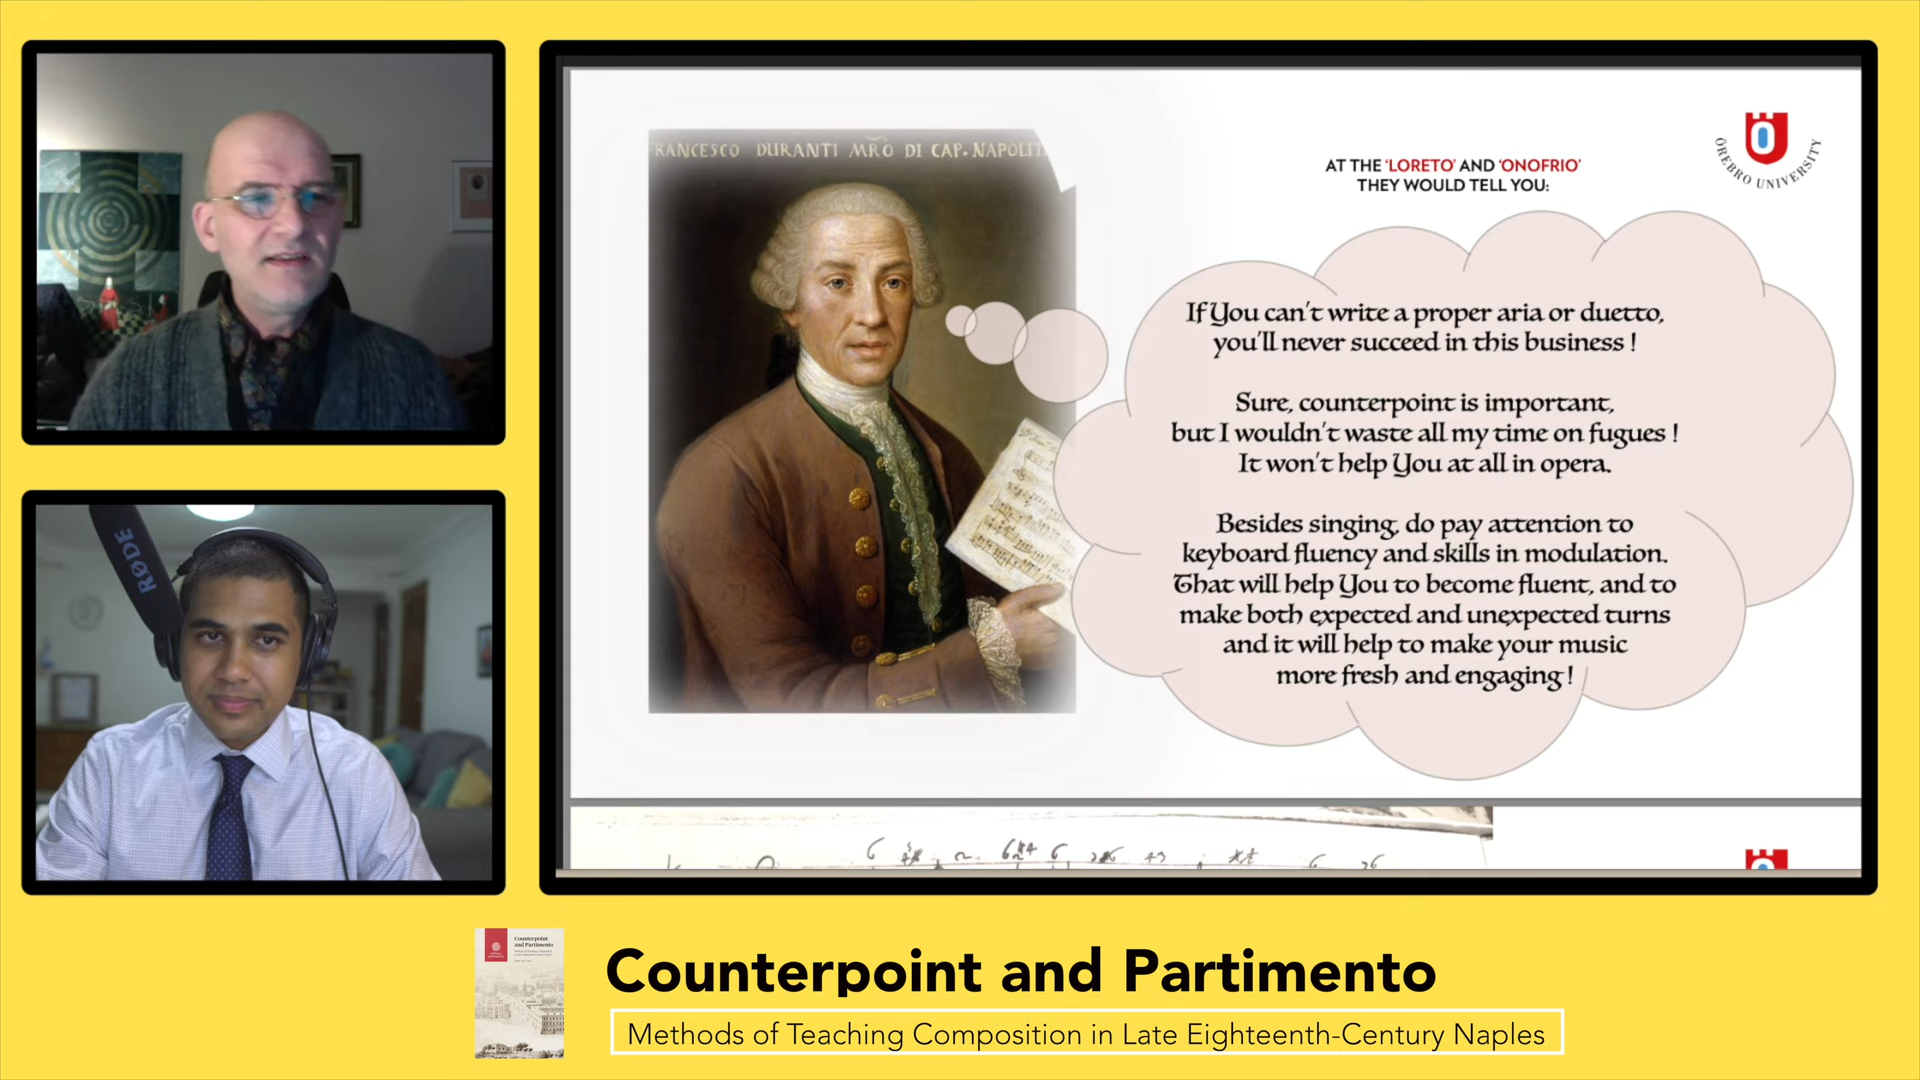 RØDE
FRANCESCO DURANTI MRO DI CAP. NAPOLIT
AT THE 'LORETO' AND 'ONOFRIO'
THEY WOULD TELL YOU:
ÖREBRO UNIVERSITY
If You can't write a proper aria or duetto,
you'll never succeed in this business !
Sure, counterpoint is important,
but I wouldn't waste all my time on fugues !
It won't help You at all in opera.
Besides singing, do pay attention to
keyboard fluency and skills in modulation.
That will help You to become fluent, and to
make both expected and unexpected turns
and it will help to make your music
more fresh and engaging !
Counterpoint
and Partimento
Counterpoint and Partimento
Methods of Teaching Composition in Late Eighteenth-Century Naples